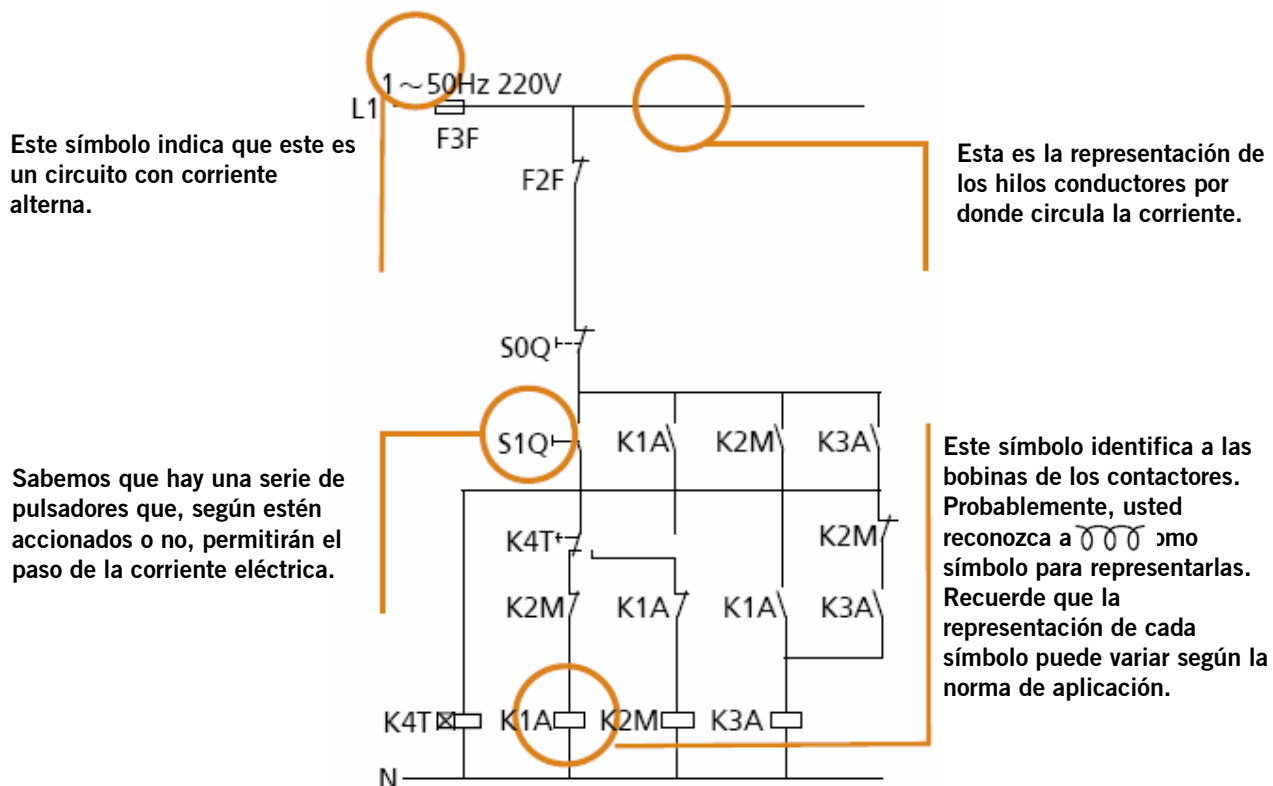 1∼50Hz 220V
L1
F3F
Este símbolo indica que este es
un circuito con corriente
alterna.
F2F
Esta es la representación de
los hilos conductores por
donde circula la corriente.
S0Q
S1Q K1A K2M K3A
Sabemos que hay una serie de
pulsadores que, según estén
accionados o no, permitirán el
paso de la corriente eléctrica.
Este símbolo identifica a las
bobinas de los contactores.
Probablemente, usted
reconozca a omo
símbolo para representarlas.
Recuerde que la
representación de cada
símbolo puede variar según la
norma de aplicación.
K4T K2M
K2M K1A K1A K3A
K4T K1A K2M K3A
N